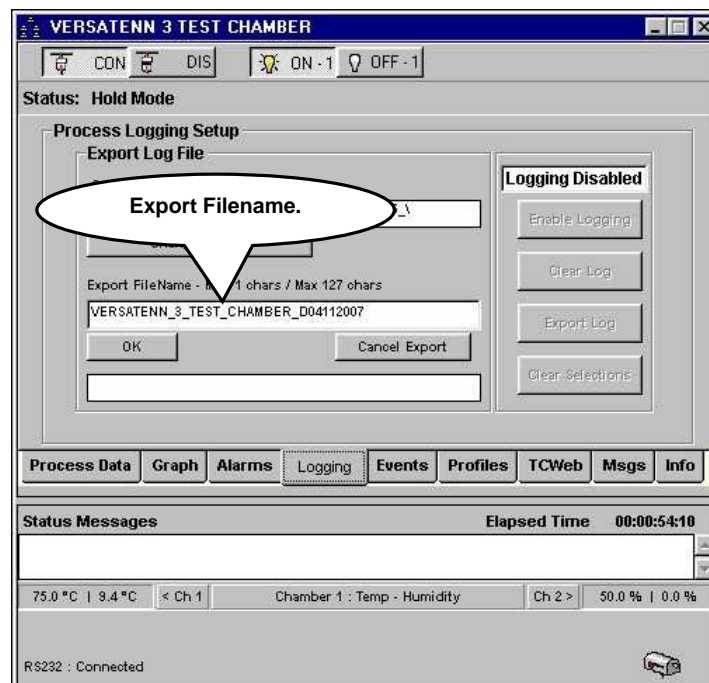 VERSATENN 3 TEST CHAMBER
CON DIS ON - 1 OFF - 1
Status: Hold Mode
Process Logging Setup
Export Log File
Logging Disabled
Export Filename.
Enable Logging
Clear Log
Export FileName - 1 chars / Max 127 chars
VERSATENN_3_TEST_CHAMBER_D04112007
Export Log
OK Cancel Export
Clear Selections
Process Data Graph Alarms Logging Events Profiles TCWeb Msgs Info
Status Messages Elapsed Time 00:00:54:10
75.0 °C | 9.4 °C < Ch 1 Chamber 1 : Temp - Humidity Ch 2 > 50.0 % | 0.0 %
RS232 : Connected